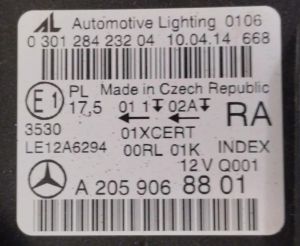 AL Automotive Lighting 0106
0 301 284 232 04 10.04.14 668
E1 PL Made in Czech Republic
17,5 01 1 02A RA
3530 01XCERT
LE12A6294 00RL 01K INDEX
12 V Q001
A 205 906 88 01